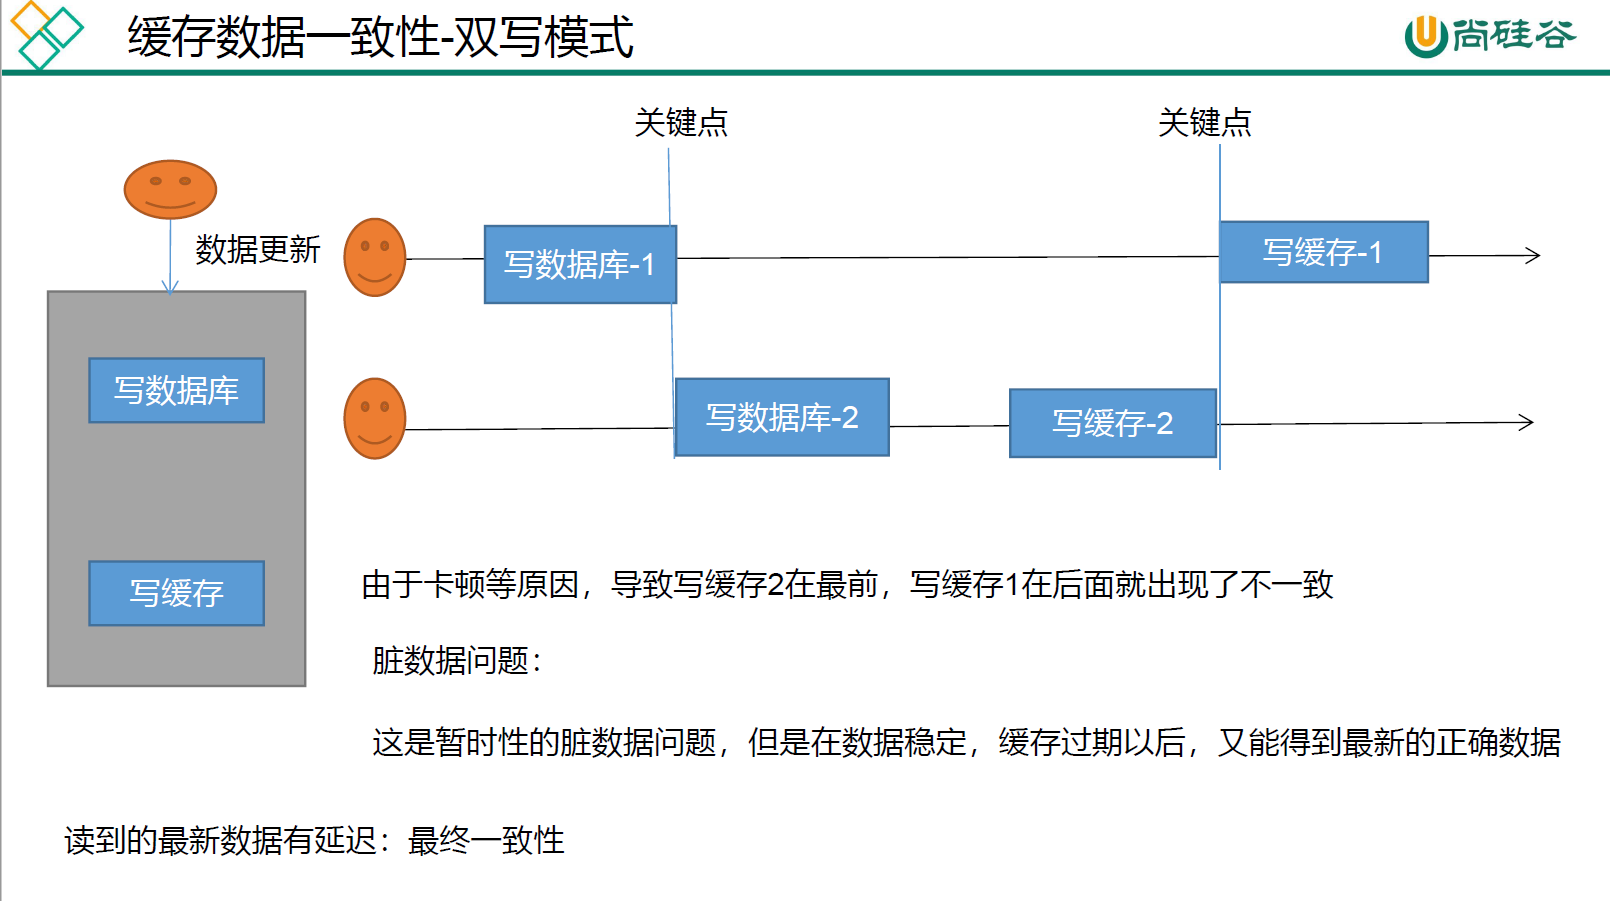 缓存数据一致性-双写模式
尚硅谷
关键点
关键点
数据更新
写数据库-1
写缓存-1
写数据库
写数据库-2
写缓存-2
写缓存
由于卡顿等原因，导致写缓存2在最前，写缓存1在后面就出现了不一致
脏数据问题：
这是暂时性的脏数据问题，但是在数据稳定，缓存过期以后，又能得到最新的正确数据
读到的最新数据有延迟：最终一致性